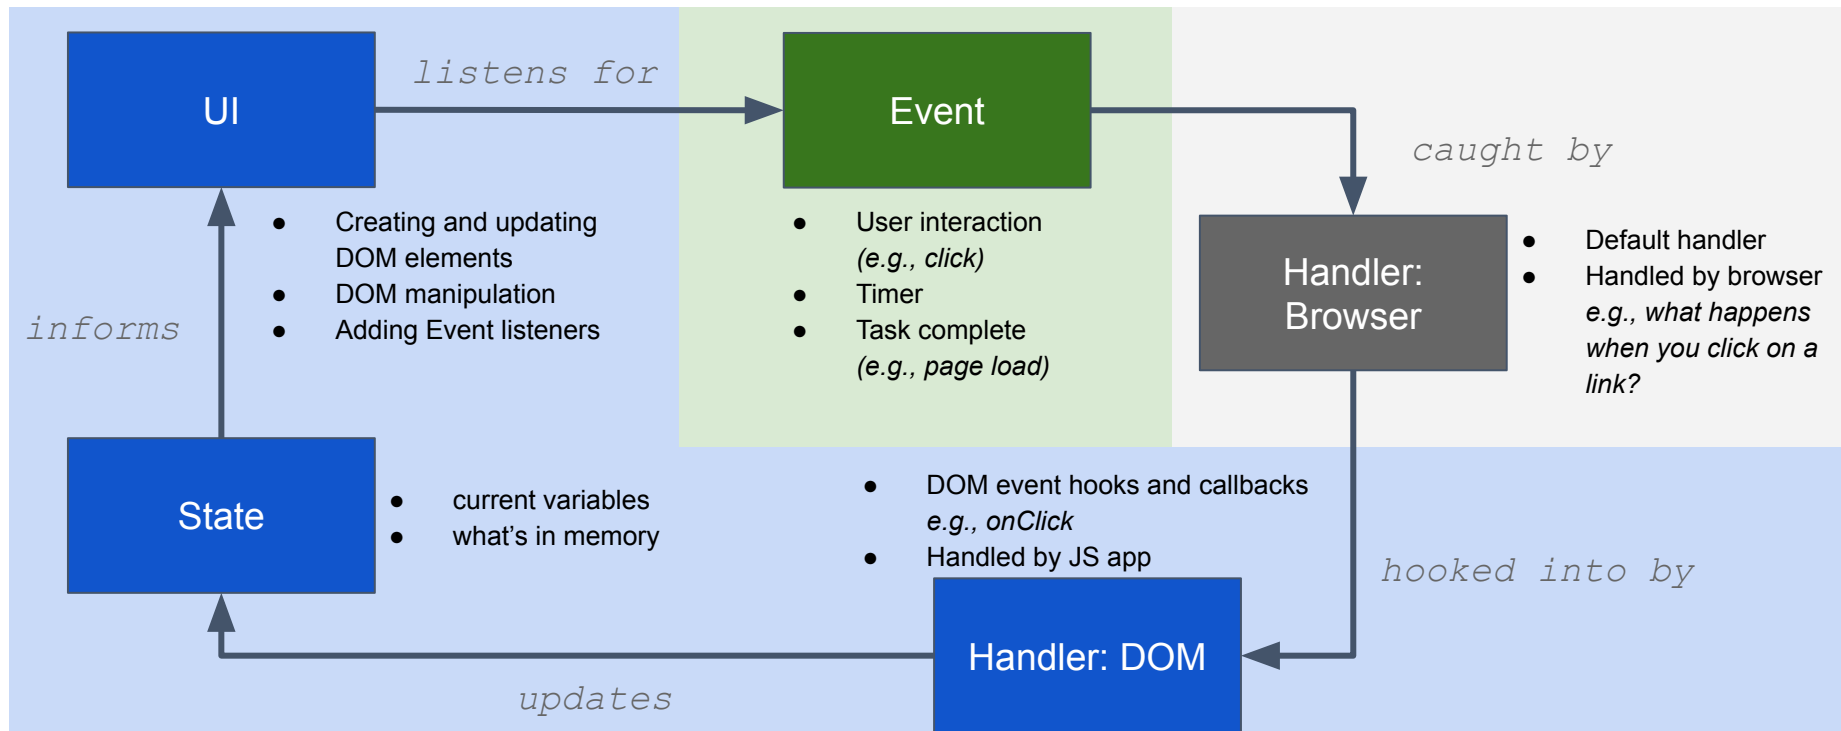 UI
listens for
Event
caught by
● Creating and updating
DOM elements
● DOM manipulation
● Adding Event listeners
● User interaction
(e.g., click)
● Timer
● Task complete
(e.g., page load)
Handler:
Browser
● Default handler
● Handled by browser
e.g., what happens
when you click on a
link?
informs
State
● current variables
● what's in memory
● DOM event hooks and callbacks
e.g., onClick
● Handled by JS app
hooked into by
Handler: DOM
updates